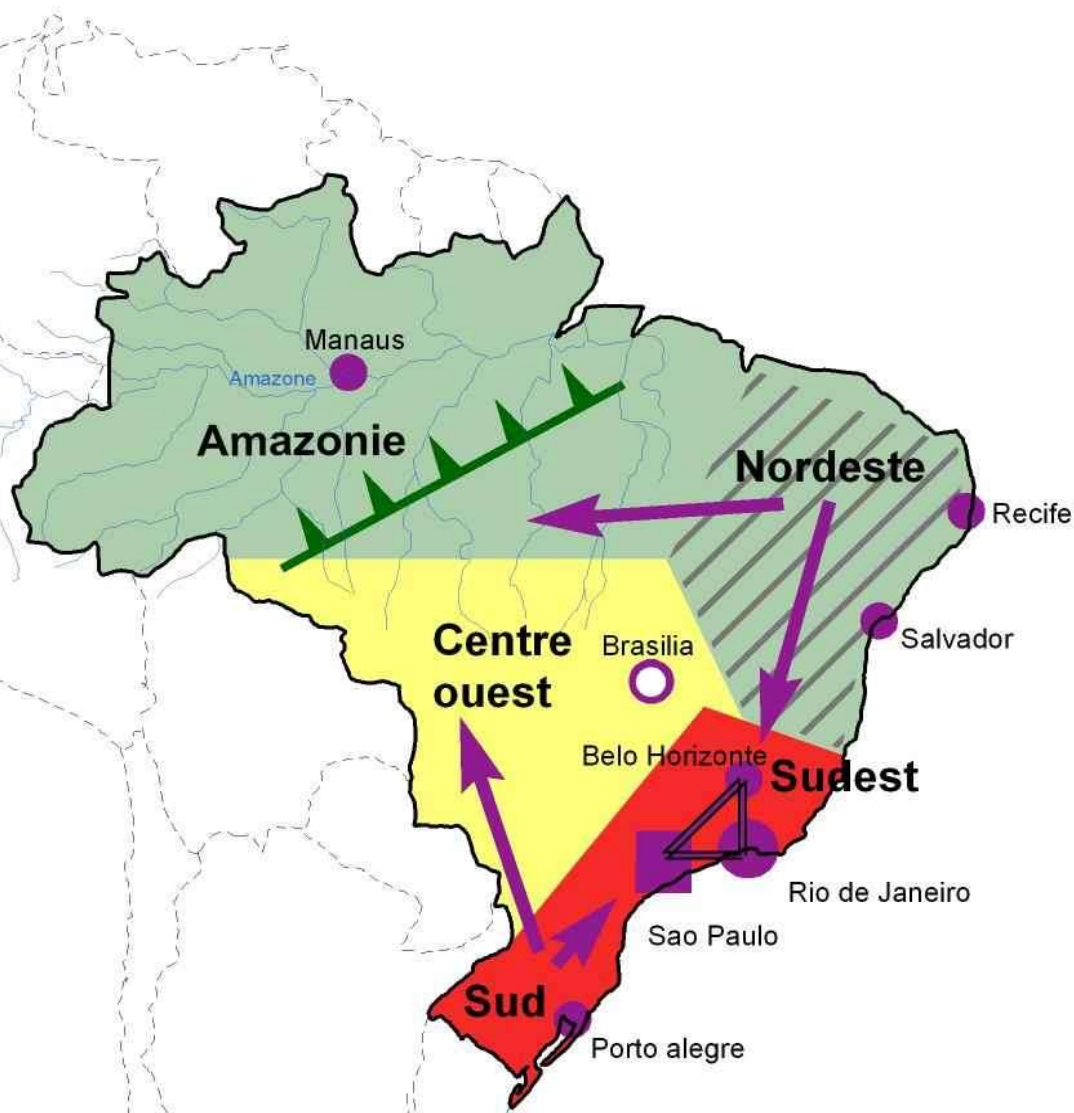 Manaus
Amazone
Amazonie
Nordeste
Recife
Salvador
Centre
ouest
Brasilia
Belo Horizonte
Sudest
Rio de Janeiro
Sao Paulo
Sud
Porto alegre